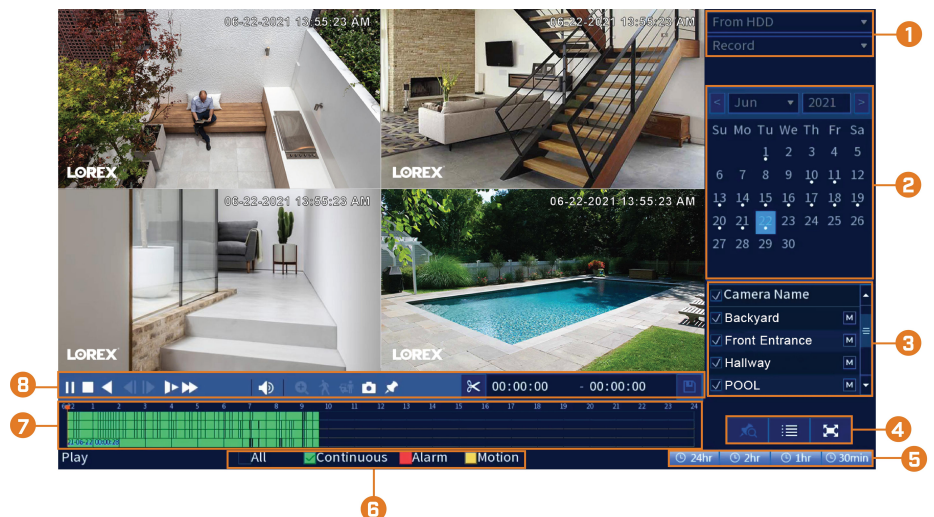 06-22-2021 13:55:23 AM
LOREX
06-22-2021 13:55:23 AM
LOREX
06-22-2021 13:55:23 AM
LOREX
06-22-2021 13:55:23 AM
LOREX
From HDD
Record
1
< Jun 2021 >
Su Mo Tu We Th Fr Sa
1 2 3 4 5
6 7 8 9 10 11 12
13 14 15 16 17 18 19
20 21 22 23 24 25 26
27 28 29 30
2
Camera Name
Backyard M
Front Entrance M
Hallway M
POOL M
3
8
00:00:00 - 00:00:00
7
1 2 3 4 5 6 7 8 9 10 11 12 13 14 15 16 17 18 19 20 21 22 23 24
21-06-22 00:00:28
4
Play
All Continuous Alarm Motion
24hr 2hr 1hr 30min
5
6